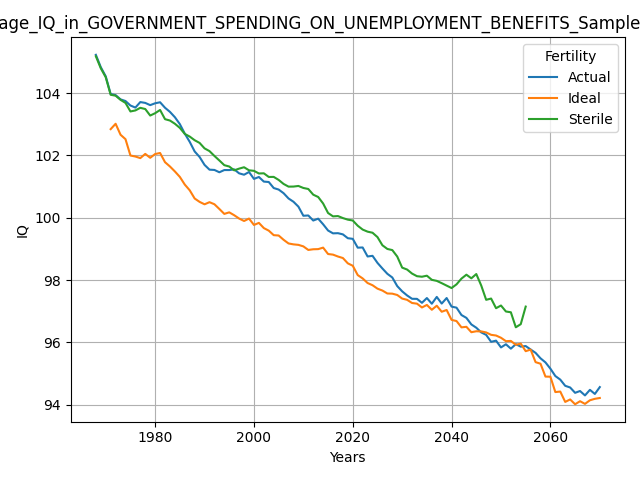 age_IQ_in_GOVERNMENT_SPENDING_ON_UNEMPLOYMENT_BENEFITS_Sample
Fertility
Actual
Ideal
Sterile
IQ
104
102
100
98
96
94
1980
2000
2020
2040
2060
Years